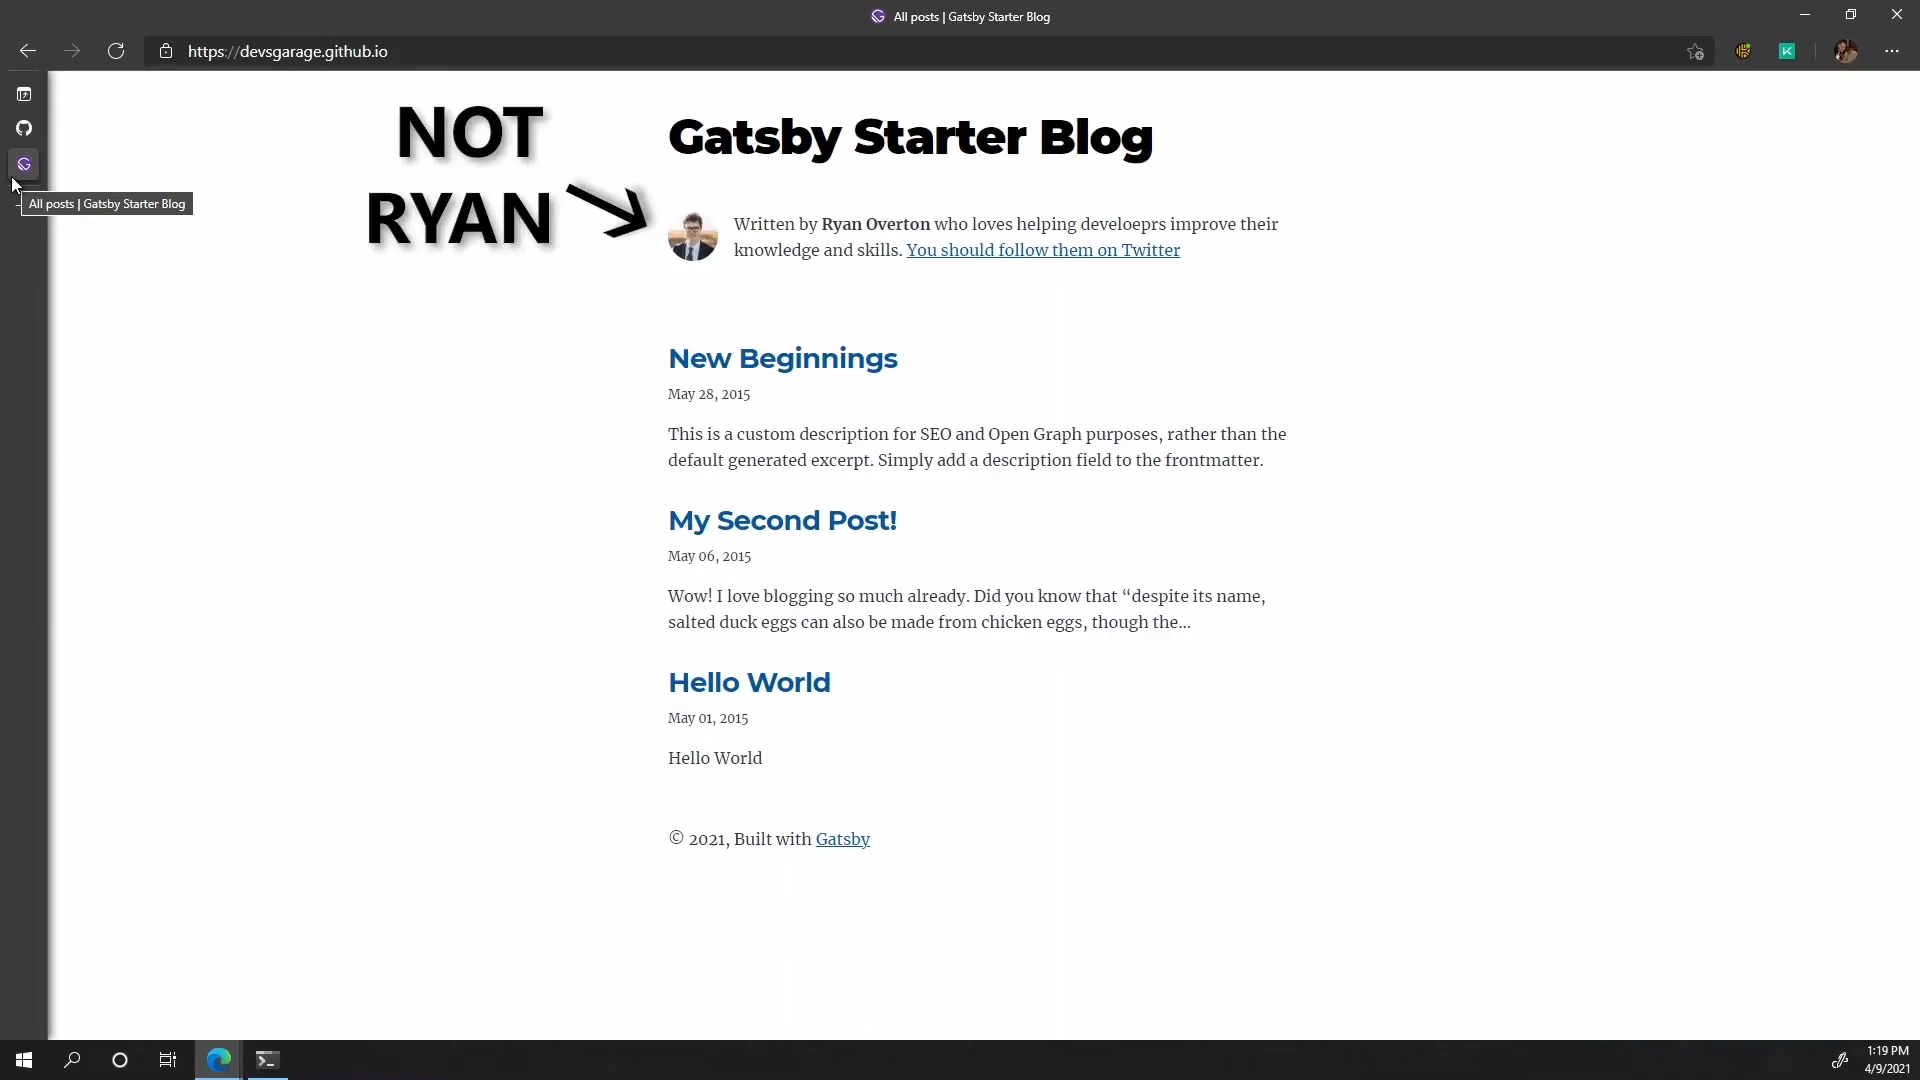 All posts | Gatsby Starter Blog
https://devsgarage.github.io
NOT
RYAN
All posts | Gatsby Starter Blog
Gatsby Starter Blog
Written by Ryan Overton who loves helping develoeprs improve their
knowledge and skills. You should follow them on Twitter
New Beginnings
May 28, 2015
This is a custom description for SEO and Open Graph purposes, rather than the
default generated excerpt. Simply add a description field to the frontmatter.
My Second Post!
May 06, 2015
Wow! I love blogging so much already. Did you know that “despite its name,
salted duck eggs can also be made from chicken eggs, though the…
Hello World
May 01, 2015
Hello World
© 2021, Built with Gatsby
1:19 PM
4/9/2021